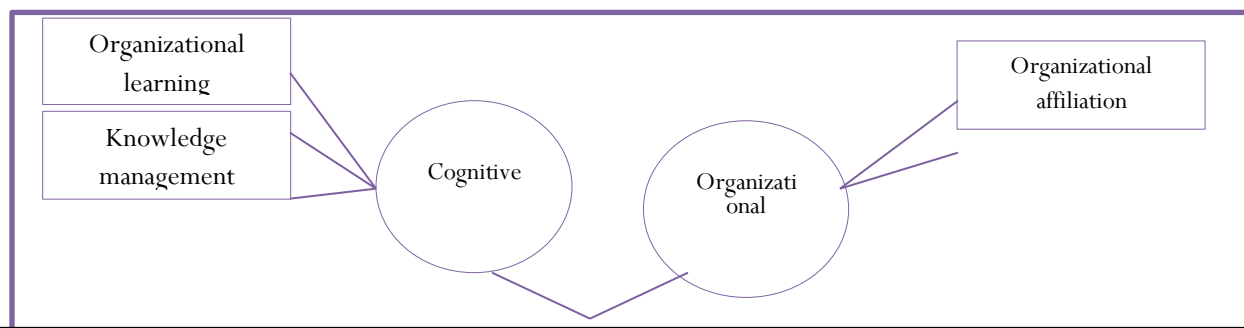 Organizational
learning
Knowledge
management
Cognitive
Organizati
onal
Organizational
affiliation